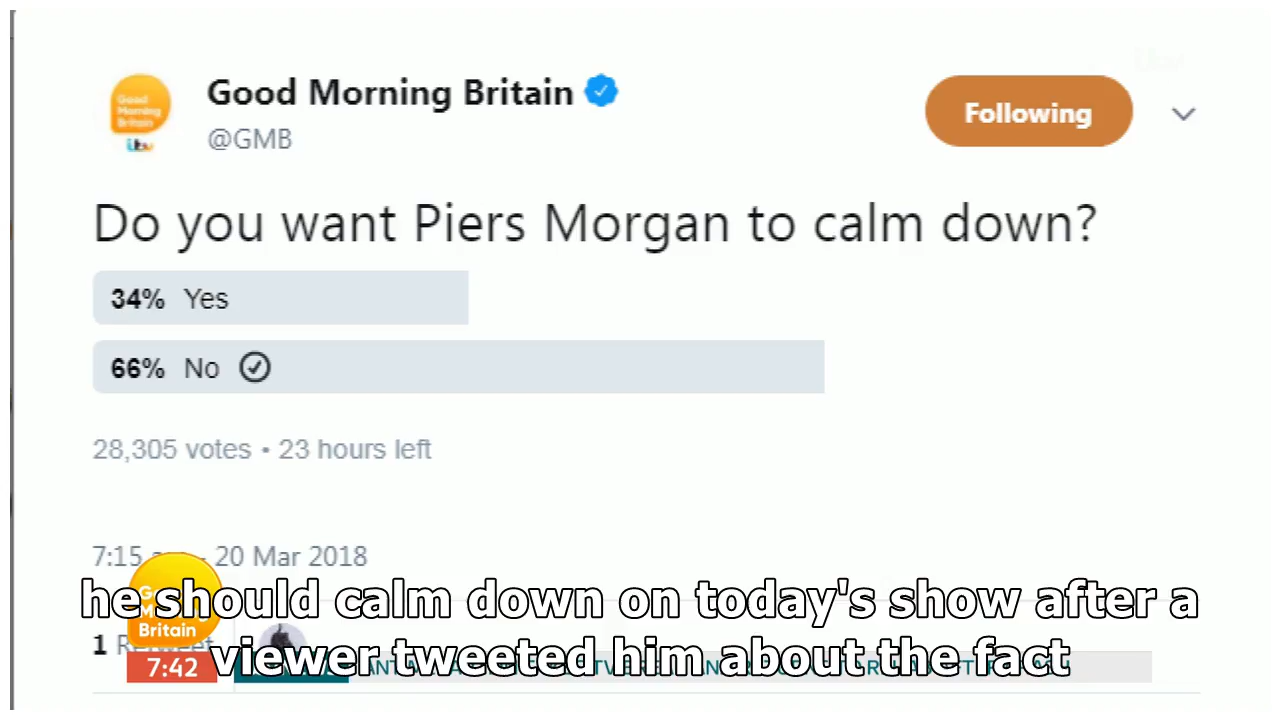 Good Morning Britain
@GMB
Following
Do you want Piers Morgan to calm down?
34% Yes
66% No
28,305 votes • 23 hours left
7:15 - 20 Mar 2018
he should calm down on today's show after a
viewer tweeted him about the fact
Britain
1
7:42